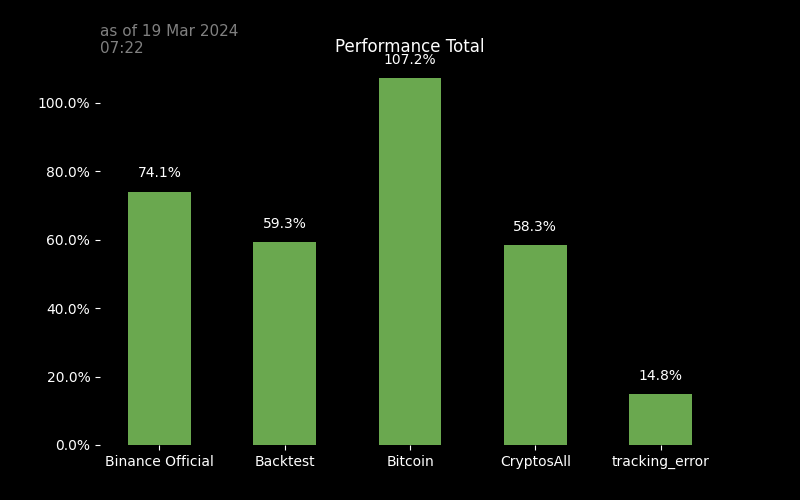 as of 19 Mar 2024
07:22
Performance Total
107.2%
100.0%
80.0%
74.1%
60.0%
59.3%
58.3%
40.0%
20.0%
14.8%
0.0%
Binance Official
Backtest
Bitcoin
CryptosAll
tracking_error